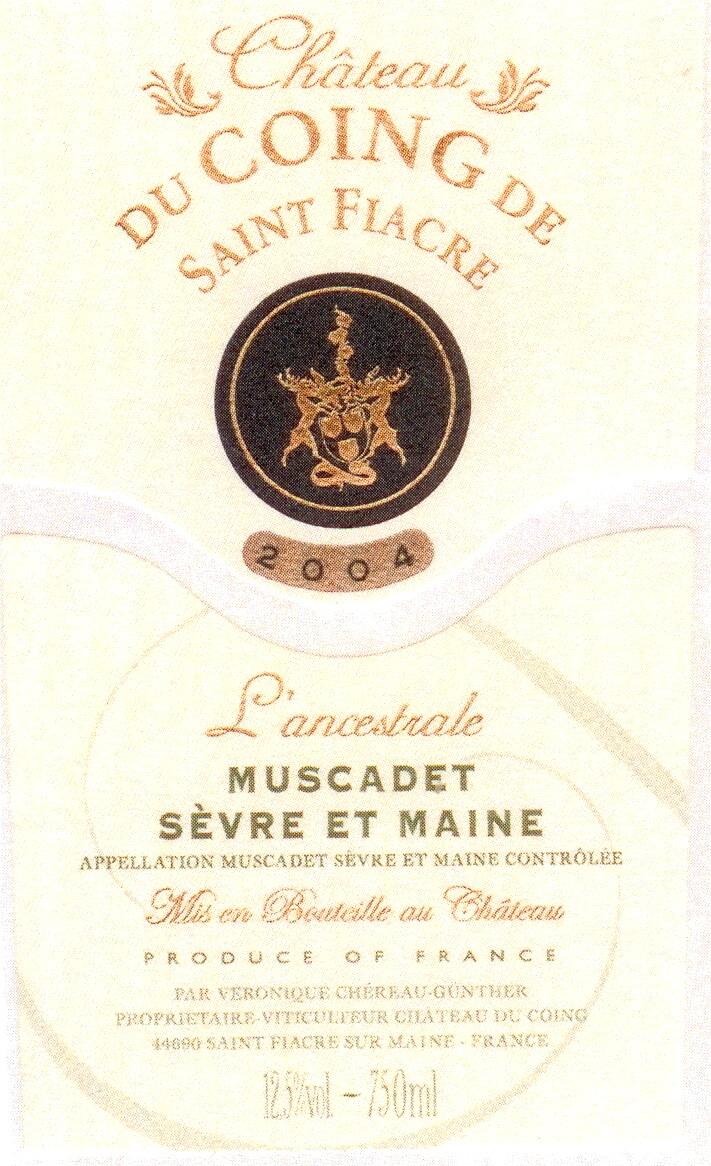 Château
DU COING DE
SAINT FIACRE
2004
L'ancestrale
MUSCADET
SÈVRE ET MAINE
APPELLATION MUSCADET SÈVRE ET MAINE CONTRÔLÉE
Mis en Bouteille au Château
PRODUCE OF FRANCE
PAR VÉRONIQUE CHÉREAU-GÜNTHER
PROPRIETAIRE-VITICULTEUR CHÂTEAU DU COING
44690 SAINT FIACRE SUR MAINE - FRANCE
12,5%vol. - 750ml